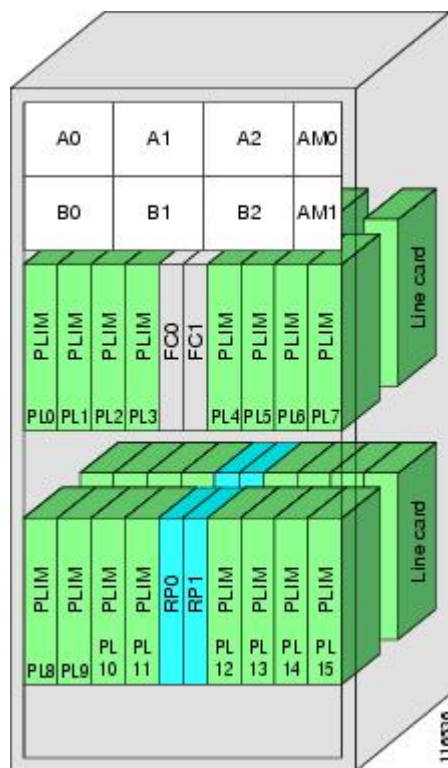 A0 A1 A2 AM0
B0 B1 B2 AM1
PLIM PLIM PLIM PLIM FC0 FC1 PLIM PLIM PLIM PLIM Line card
PL0 PL1 PL2 PL3 PL4 PL5 PL6 PL7
PLIM PLIM PLIM PLIM RP0 RP1 PLIM PLIM PLIM PLIM Line card
PL8 PL9 PL 10 PL 11 PL 12 PL 13 PL 14 PL 15